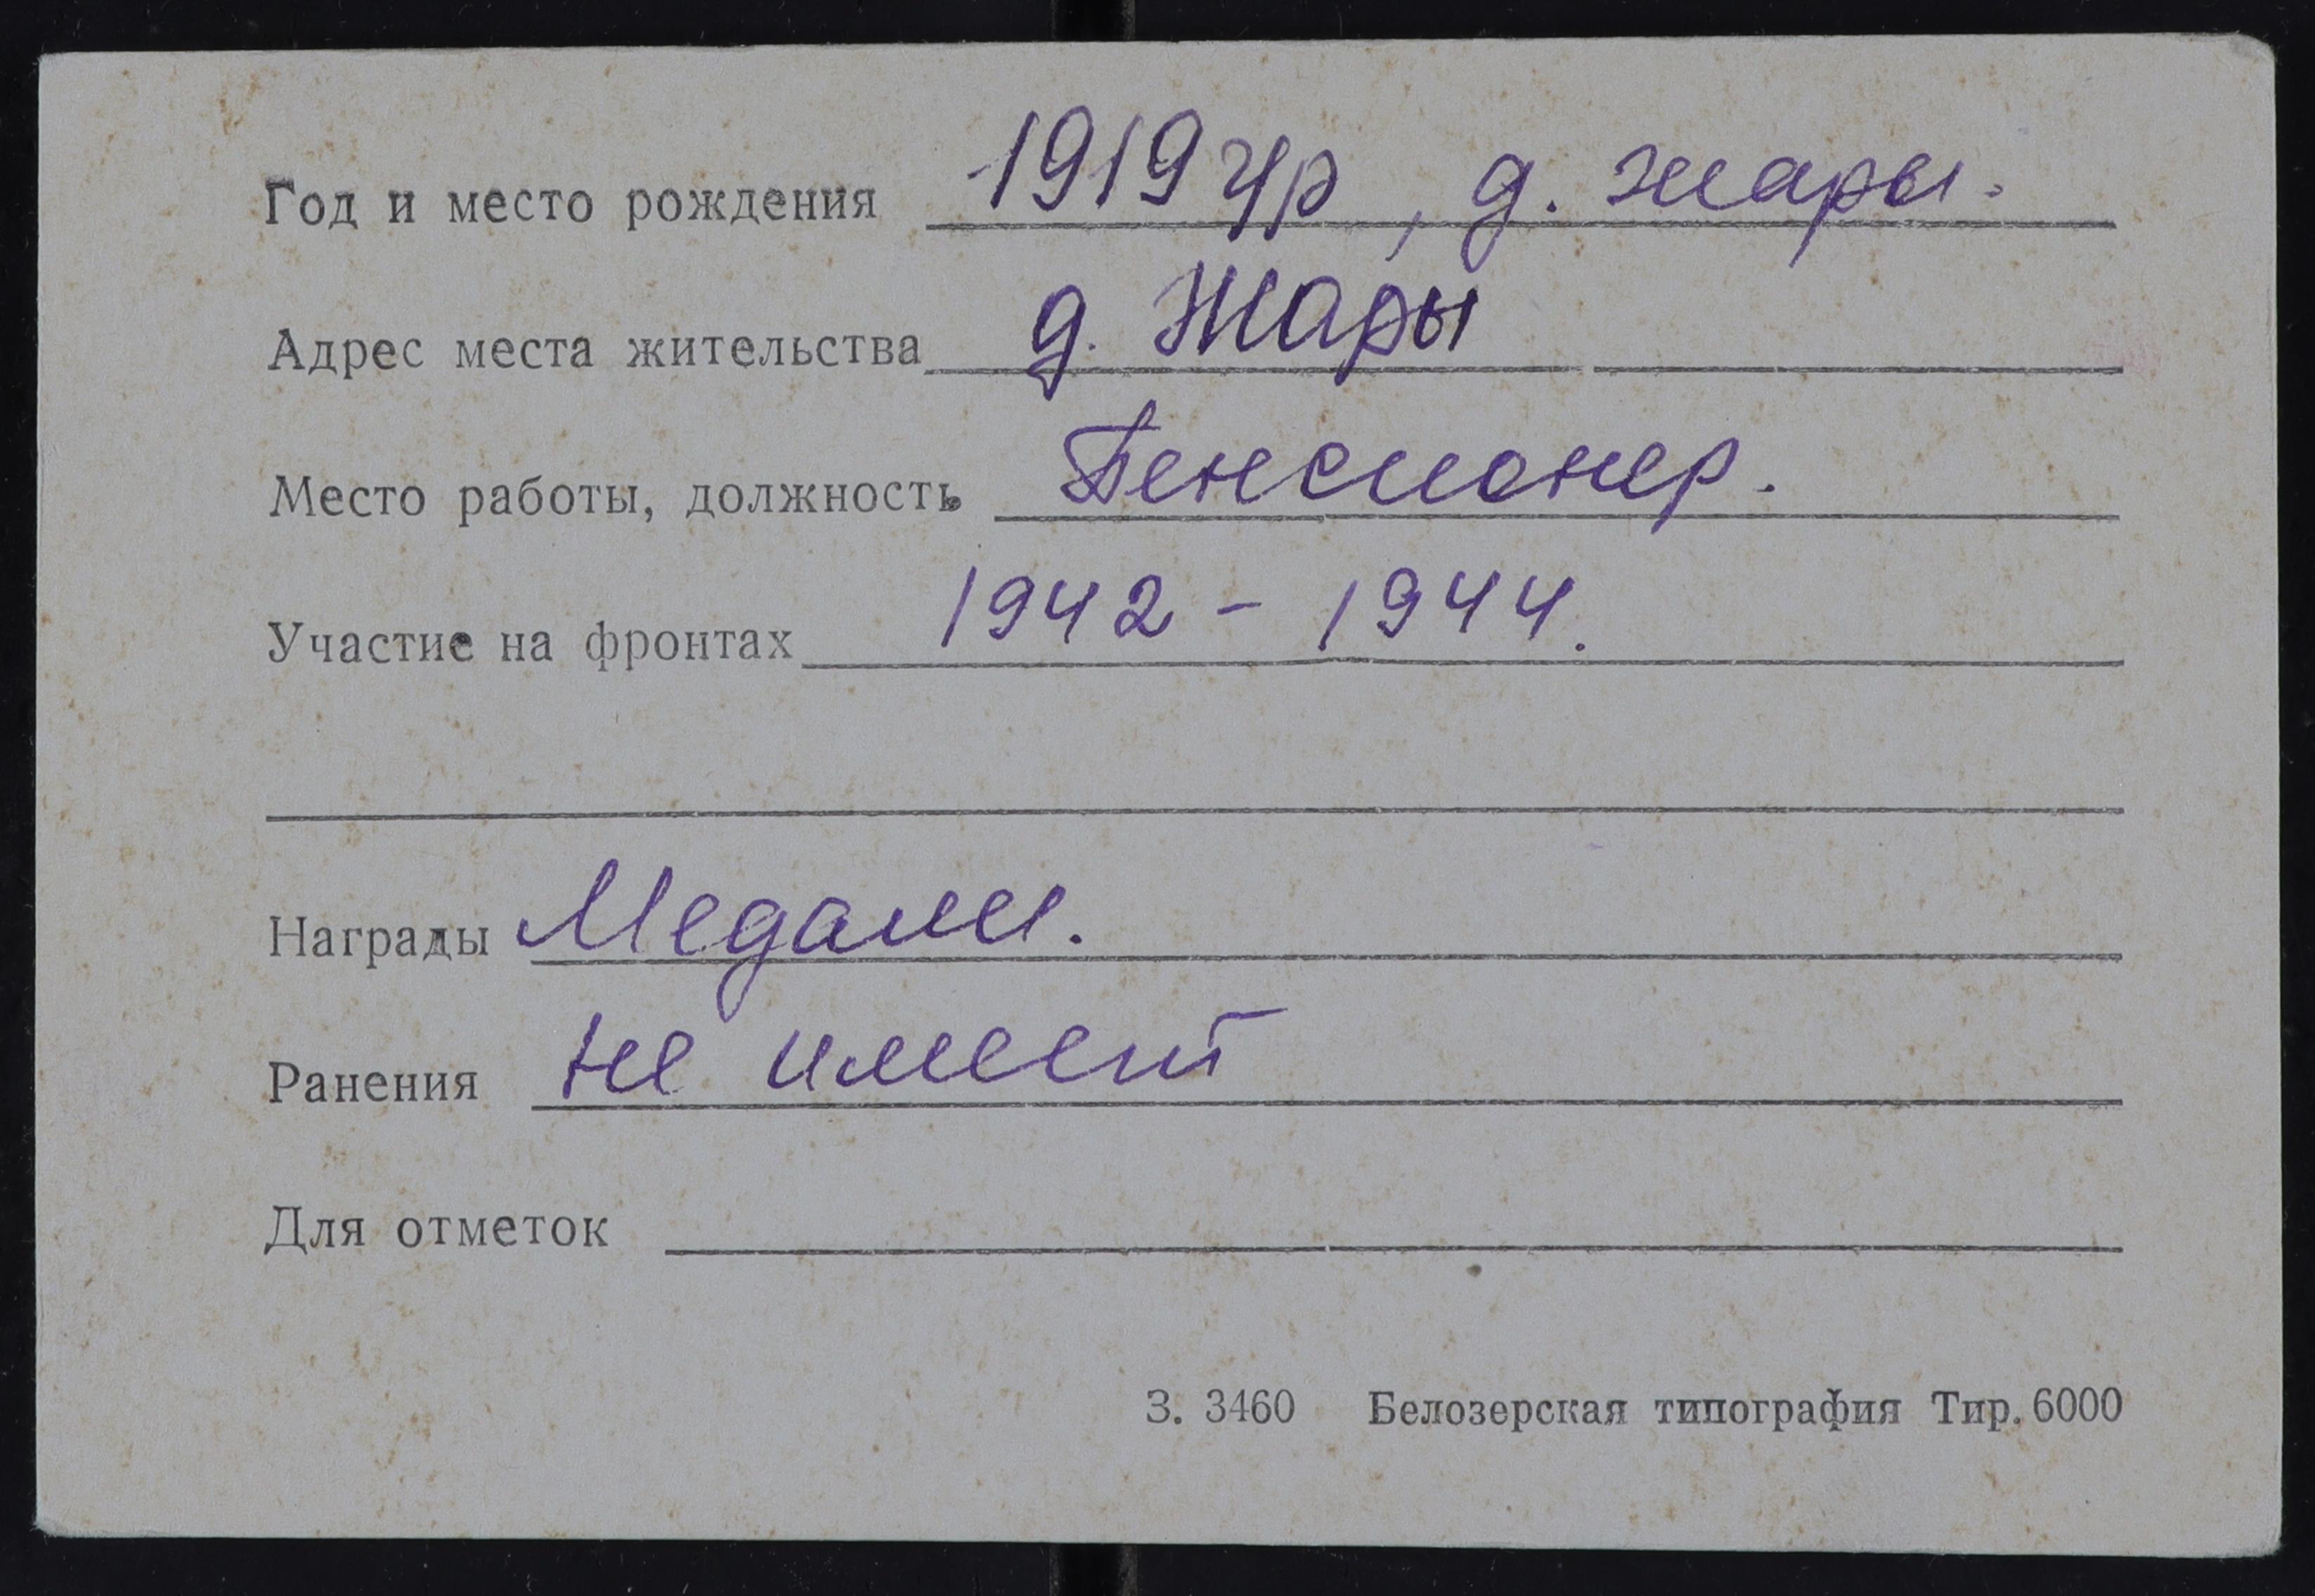 Год и место рождения 1919 гр, д. жары.
Адрес места жительства д. Жары
Место работы, должность Пенсионер.
Участие на фронтах 1942 - 1944.
Награды Медали.
Ранения не имеет
Для отметок
З. 3460 Белозерская типография Тир. 6000